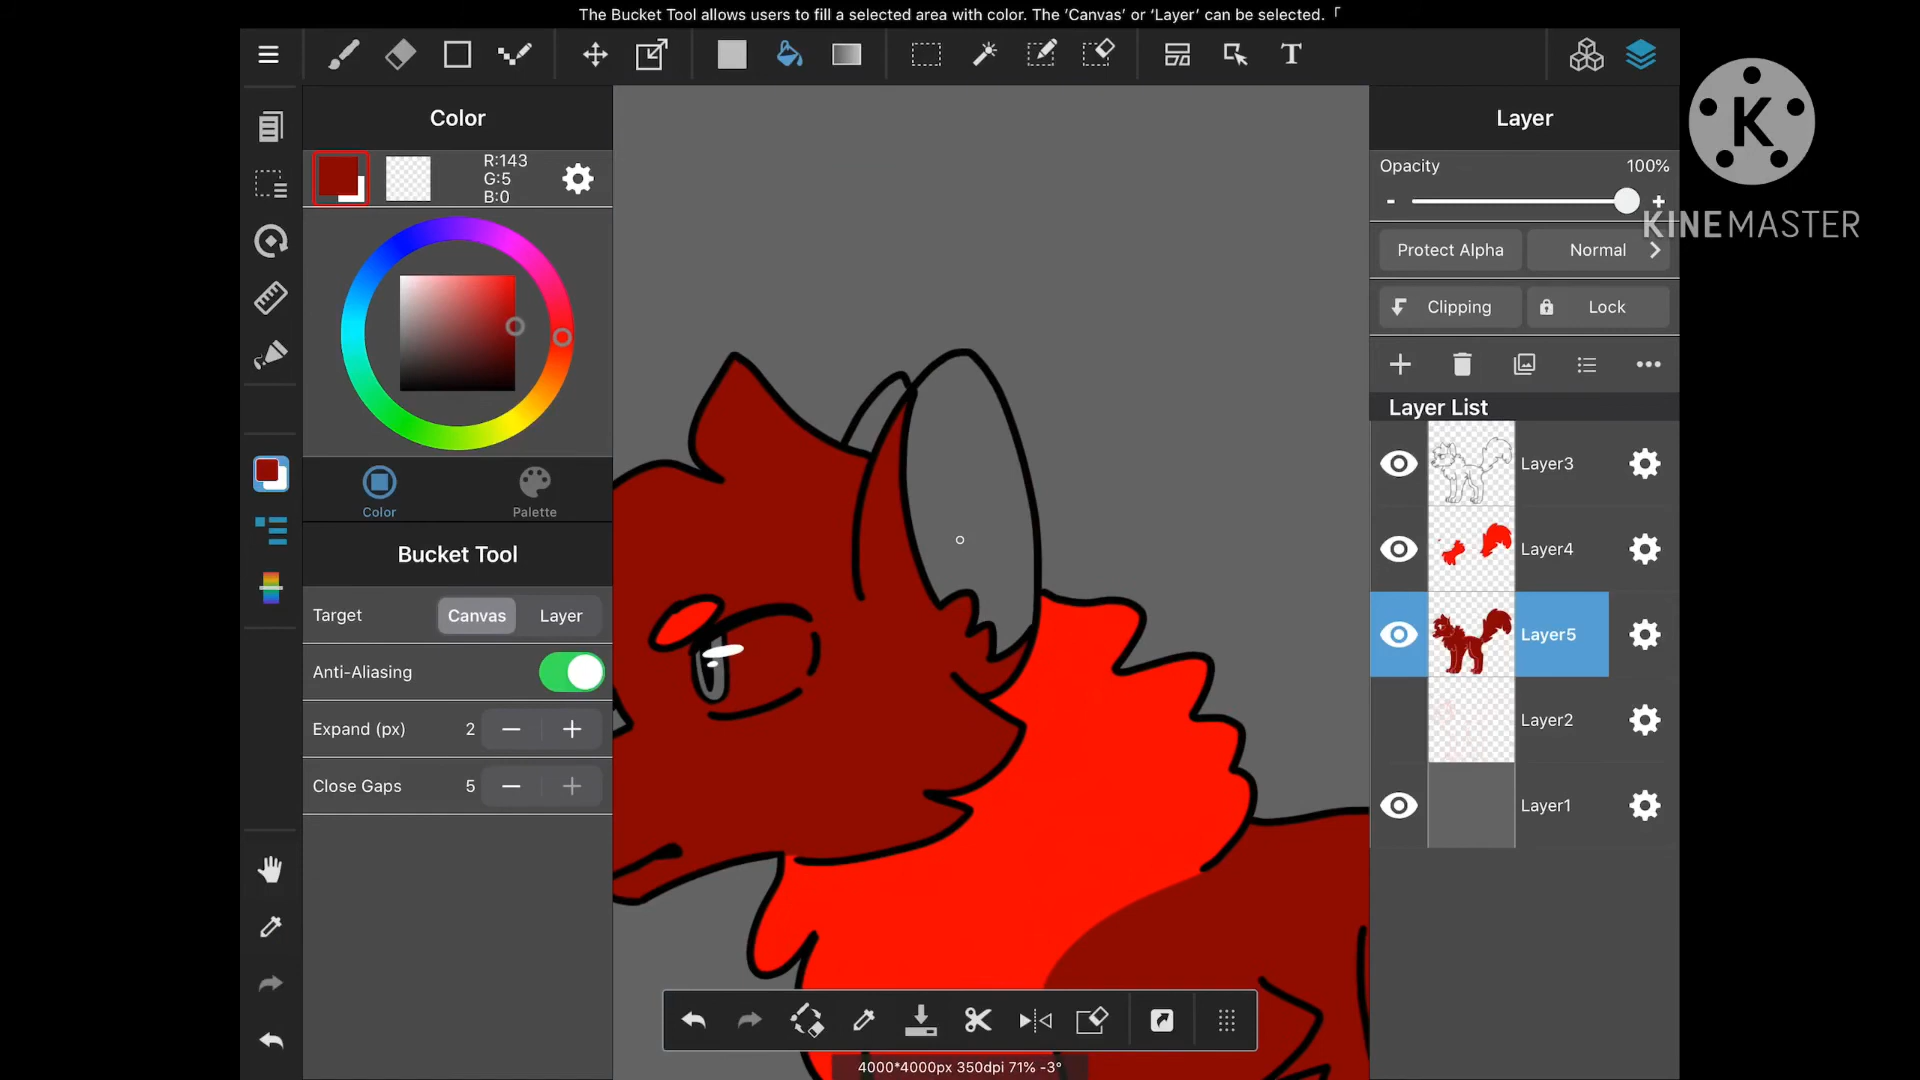 The Bucket Tool allows users to fill a selected area with color. The 'Canvas' or 'Layer' can be selected. 「
T
Color
R:143
G:5
B:0
Color
Palette
Bucket Tool
Target
Canvas
Layer
Anti-Aliasing
Expand (px)
2
Close Gaps
5
Layer
Opacity
100%
Protect Alpha
Normal
Clipping
Lock
Layer List
Layer3
Layer4
Layer5
Layer2
Layer1
K
KINEMASTER
4000*4000px 350dpi 71% -3°